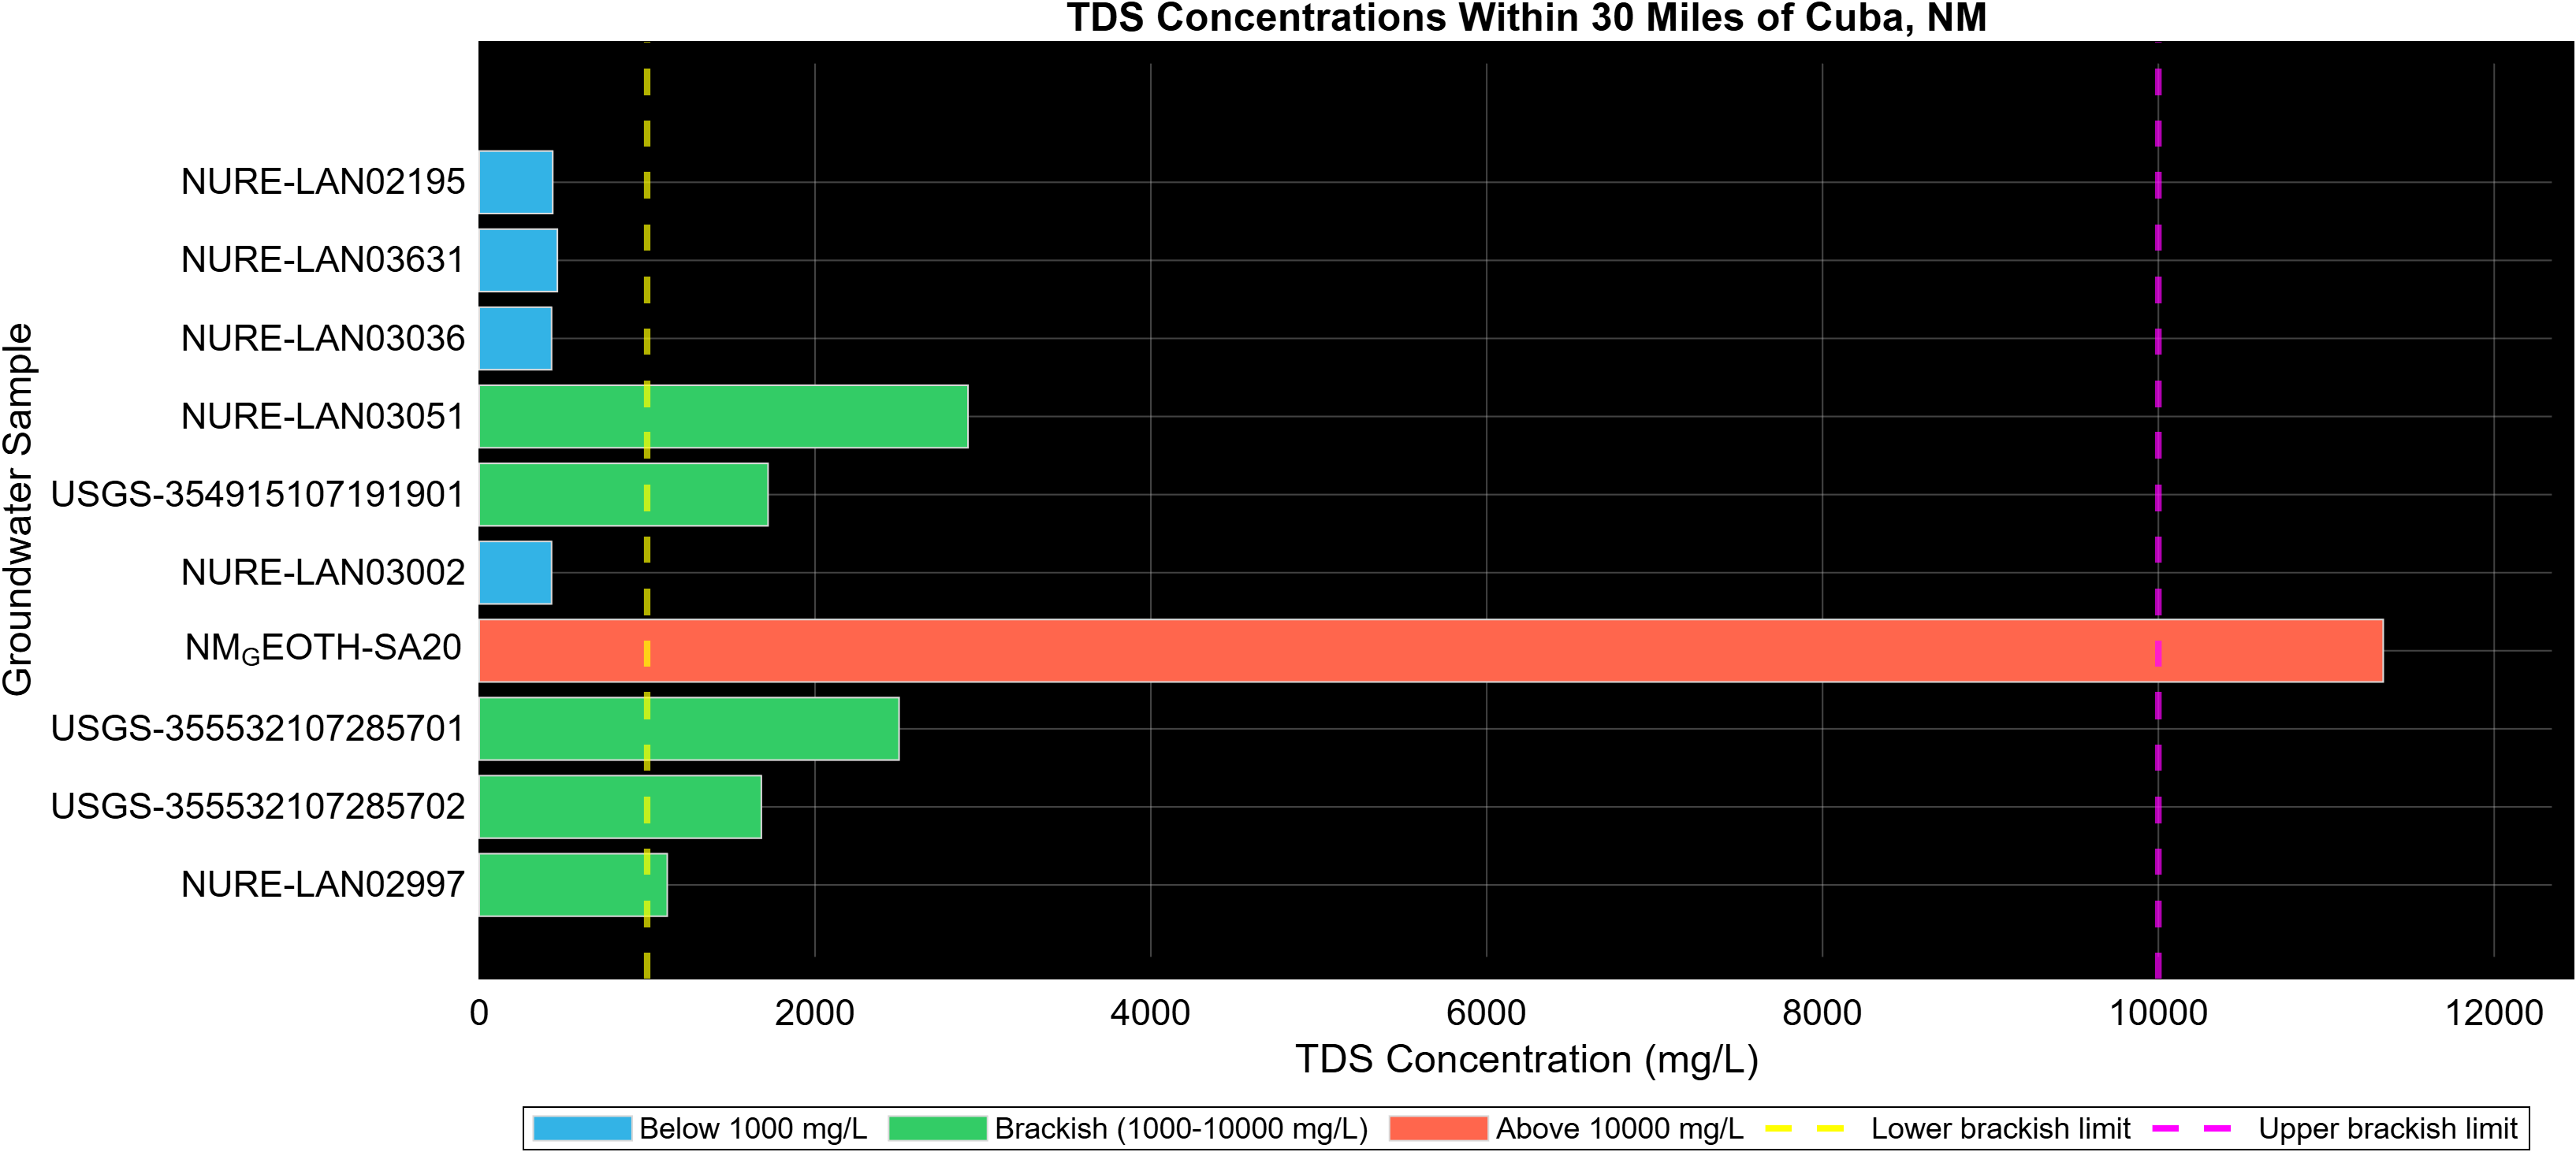 TDS Concentrations Within 30 Miles of Cuba, NM
Groundwater Sample
NURE-LAN02195
NURE-LAN03631
NURE-LAN03036
NURE-LAN03051
USGS-354915107191901
NURE-LAN03002
NMGEOTH-SA20
USGS-355532107285701
USGS-355532107285702
NURE-LAN02997
0 2000 4000 6000 8000 10000 12000
TDS Concentration (mg/L)
Below 1000 mg/L Brackish (1000-10000 mg/L) Above 10000 mg/L Lower brackish limit Upper brackish limit